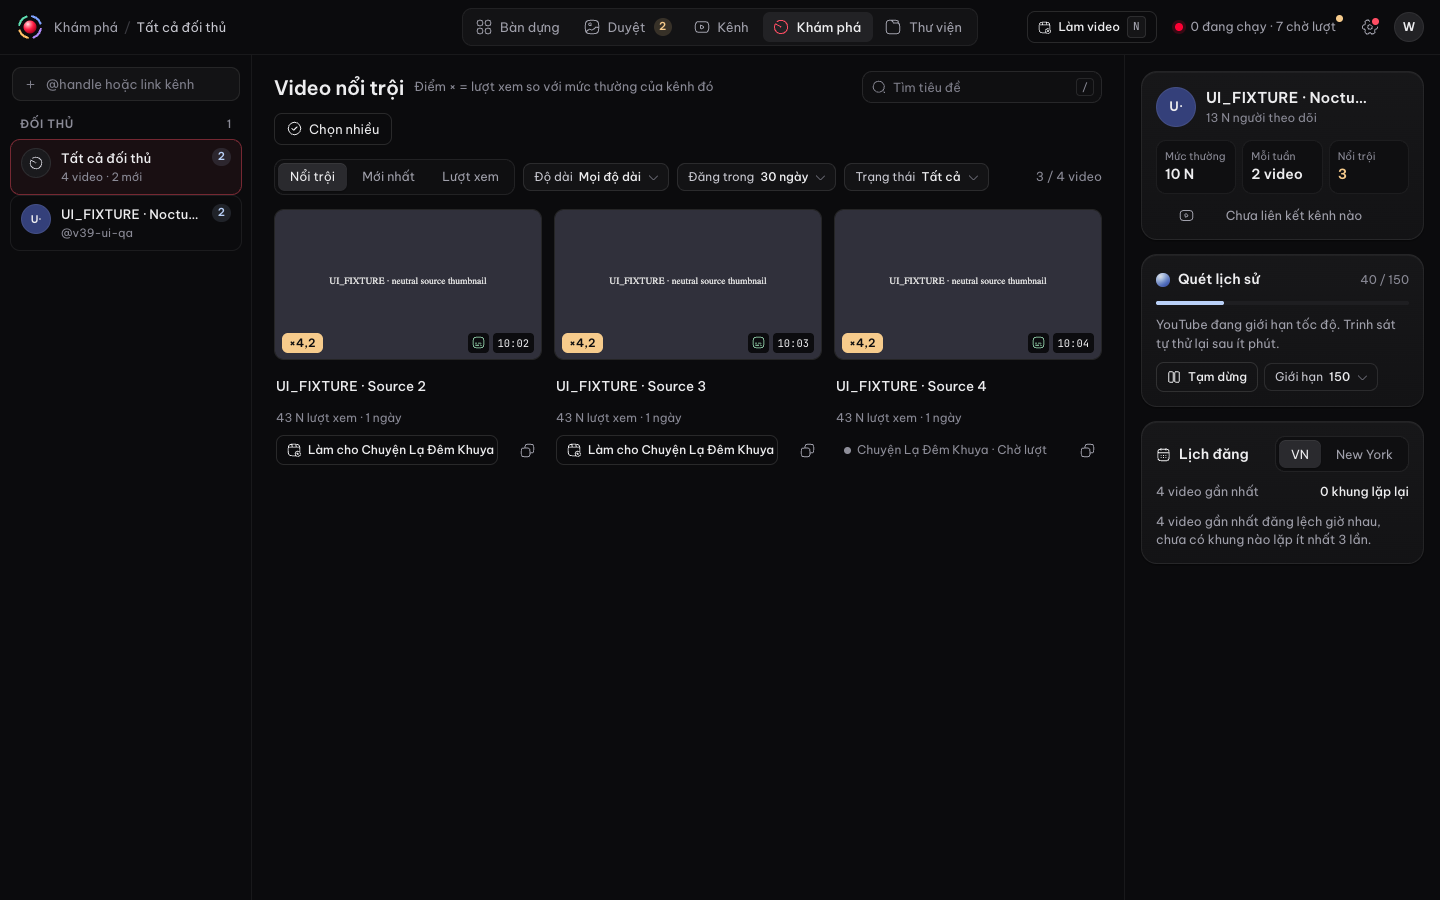 Khám phá / Tất cả đối thủ
Bàn dựng
Duyệt 2
Kênh
Khám phá
Thư viện
Làm video N
0 đang chạy · 7 chờ lượt
W
+ @handle hoặc link kênh
ĐỐI THỦ 1
Tất cả đối thủ 2
4 video · 2 mới
U·
UI_FIXTURE · Noctu... 2
@v39-ui-qa
Video nổi trội
Điểm × = lượt xem so với mức thường của kênh đó
Tìm tiêu đề /
Chọn nhiều
Nổi trội
Mới nhất
Lượt xem
Độ dài Mọi độ dài
Đăng trong 30 ngày
Trạng thái Tất cả
3 / 4 video
UI_FIXTURE · neutral source thumbnail
×4,2
10:02
UI_FIXTURE · Source 2
43 N lượt xem · 1 ngày
Làm cho Chuyện Lạ Đêm Khuya
UI_FIXTURE · neutral source thumbnail
×4,2
10:03
UI_FIXTURE · Source 3
43 N lượt xem · 1 ngày
Làm cho Chuyện Lạ Đêm Khuya
UI_FIXTURE · neutral source thumbnail
×4,2
10:04
UI_FIXTURE · Source 4
43 N lượt xem · 1 ngày
Chuyện Lạ Đêm Khuya · Chờ lượt
U·
UI_FIXTURE · Noctu...
13 N người theo dõi
Mức thường
10 N
Mỗi tuần
2 video
Nổi trội
3
Chưa liên kết kênh nào
Quét lịch sử
40 / 150
YouTube đang giới hạn tốc độ. Trinh sát
tự thử lại sau ít phút.
Tạm dừng
Giới hạn 150
Lịch đăng
VN
New York
4 video gần nhất
0 khung lặp lại
4 video gần nhất đăng lệch giờ nhau,
chưa có khung nào lặp ít nhất 3 lần.